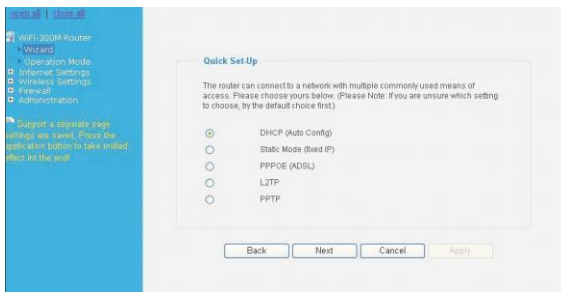 open all | close all
WiFi-300M Router
Wizard
Operation Mode
Internet Settings
Wireless Settings
Firewall
Administration
Support a separate page
settings are saved. Press the
application button to take unified
effect int the end!
Quick Set-Up
The router can connect to a network with multiple commonly used means of
access. Please choose yours below. (Please Note: If you are unsure which setting
to choose, try the default choice first.)
DHCP (Auto Config)
Static Mode (fixed IP)
PPPOE (ADSL)
L2TP
PPTP
Back Next Cancel Apply